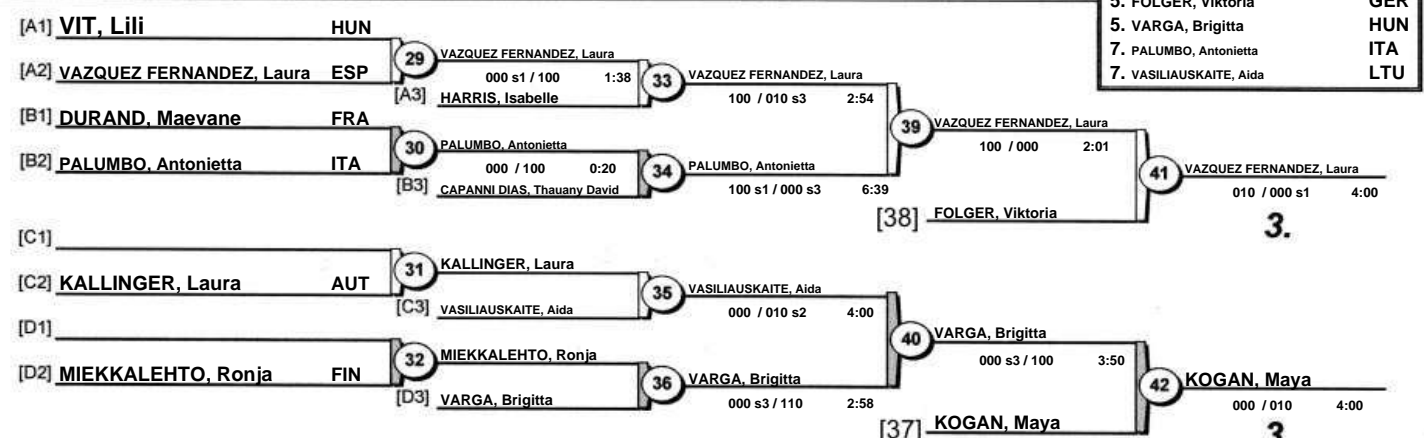 5. FOLGER, Viktoria GER
5. VARGA, Brigitta HUN
7. PALUMBO, Antonietta ITA
7. VASILIAUSKAITE, Aida LTU
[A1] VIT, Lili HUN
29
VAZQUEZ FERNANDEZ, Laura
[A2] VAZQUEZ FERNANDEZ, Laura ESP
000 s1 / 100 1:38
33
VAZQUEZ FERNANDEZ, Laura
[A3] HARRIS, Isabelle
100 / 010 s3 2:54
[B1] DURAND, Maevane FRA
39
VAZQUEZ FERNANDEZ, Laura
30
PALUMBO, Antonietta
100 / 000 2:01
[B2] PALUMBO, Antonietta ITA
000 / 100 0:20
34
PALUMBO, Antonietta
41
VAZQUEZ FERNANDEZ, Laura
[B3] CAPANNI DIAS, Thauany David
100 s1 / 000 s3 6:39
010 / 000 s1 4:00
[38] FOLGER, Viktoria
3.
[C1]
31
KALLINGER, Laura
[C2] KALLINGER, Laura AUT
35
VASILIAUSKAITE, Aida
[C3] VASILIAUSKAITE, Aida
000 / 010 s2 4:00
[D1]
40
VARGA, Brigitta
32
MIEKKALEHTO, Ronja
000 s3 / 100 3:50
[D2] MIEKKALEHTO, Ronja FIN
36
VARGA, Brigitta
42
KOGAN, Maya
[D3] VARGA, Brigitta
000 s3 / 110 2:58
000 / 010 4:00
[37] KOGAN, Maya
3.